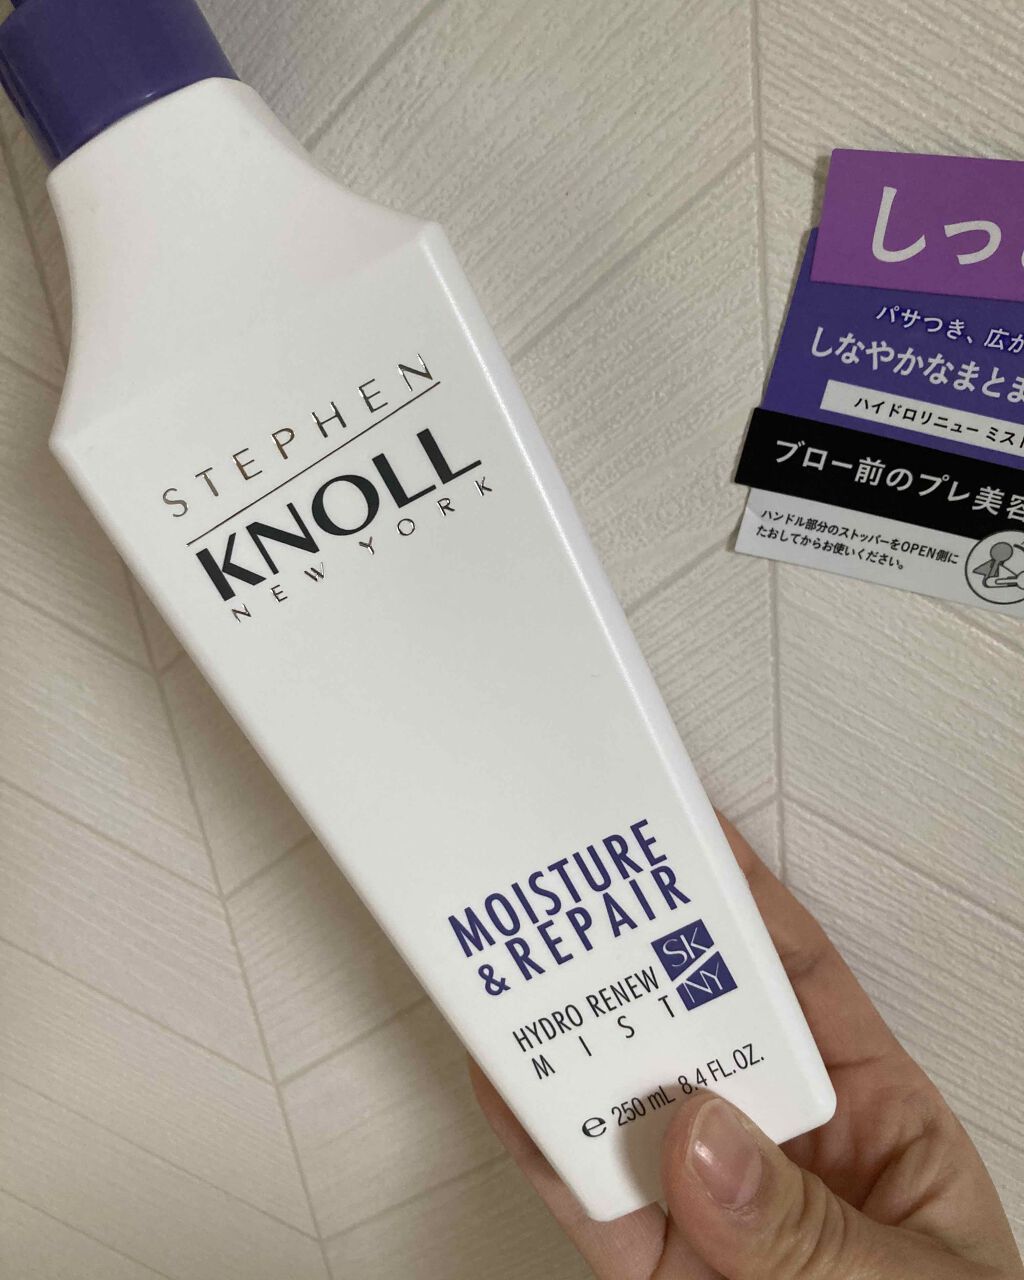 STEPHEN
KNOLL
NEW YORK
MOISTURE
&REPAIR
HYDRO RENEW
MIST
SK
NY
℮ 250 mL 8.4 FL.OZ.
しっ
パサつき、広が
しなやかなまとま
ハイドロリニュー ミスト
ブロー前のプレ美容
ハンドル部分のストッパーをOPEN側に
たおしてからお使いください。